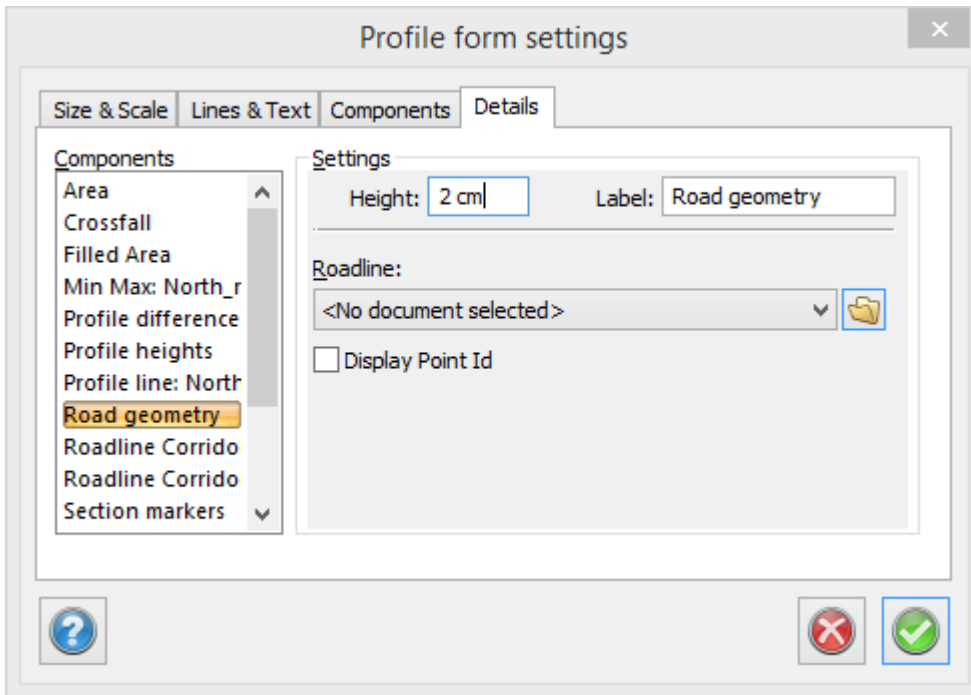 Profile form settings
Size & Scale
Lines & Text
Components
Details
Components
Area
Crossfall
Filled Area
Min Max: North_r
Profile difference
Profile heights
Profile line: North
Road geometry
Roadline Corrido
Roadline Corrido
Section markers
Settings
Height: 2 cm
Label: Road geometry
Roadline:
<No document selected>
Display Point Id